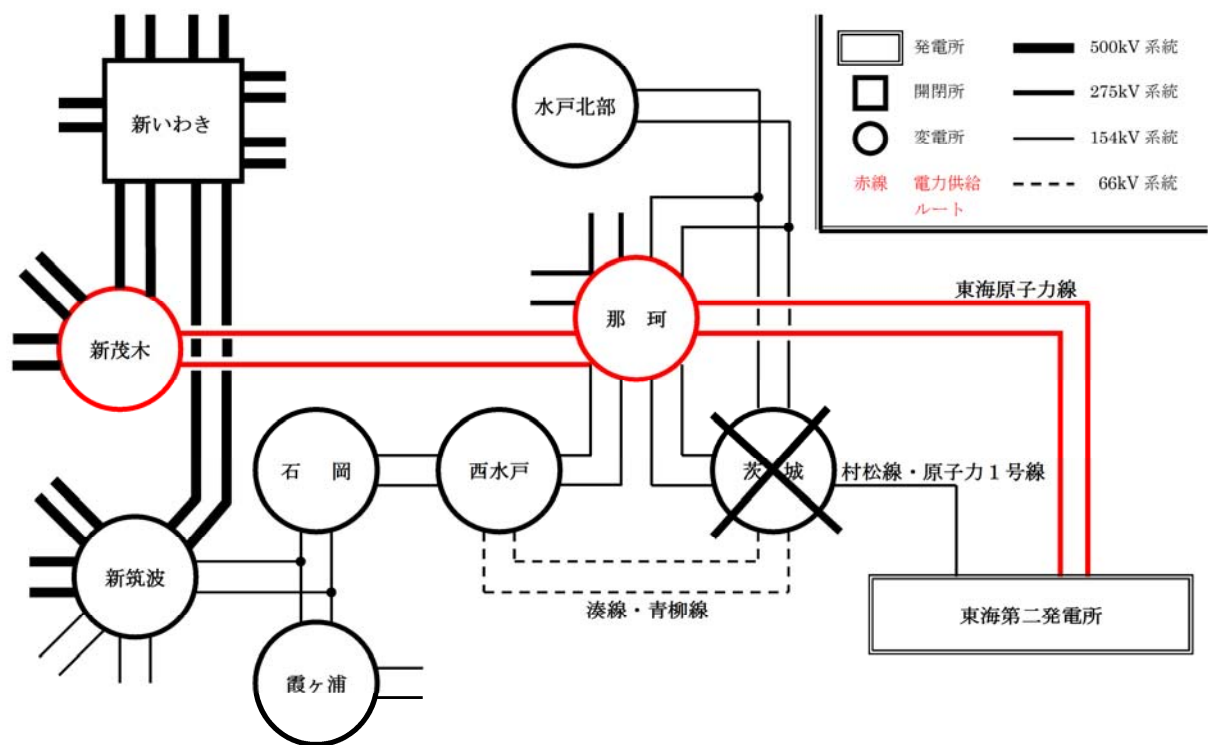 発電所
500kV 系統
開閉所
275kV 系統
変電所
154kV 系統
赤線
電力供給
ルート
66kV 系統
新いわき
水戸北部
東海原子力線
那 珂
新茂木
石 岡
西水戸
茨 城
村松線・原子力1号線
新筑波
湊線・青柳線
東海第二発電所
霞ヶ浦